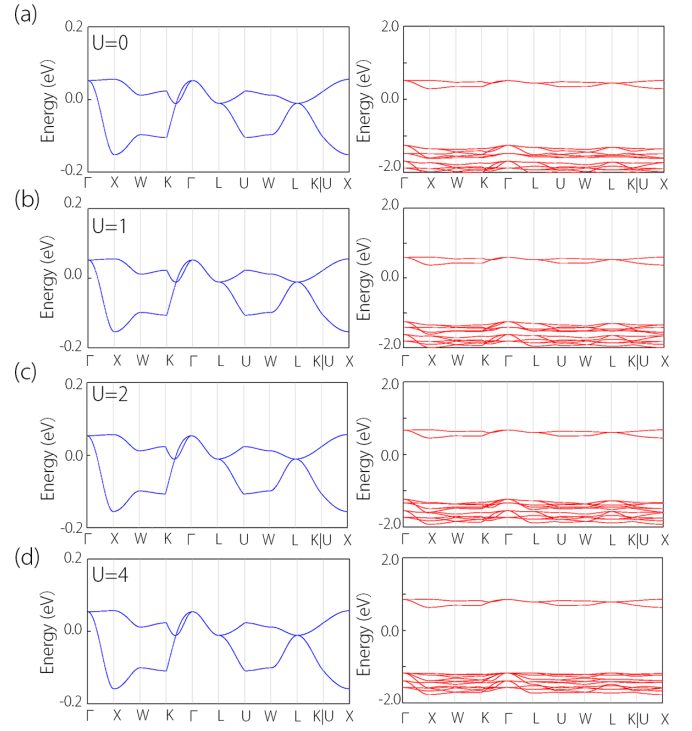 (a)
U=0
Energy (eV)
0.2
0.0
-0.2
Γ X W K Γ L U W L K|U X
Energy (eV)
2.0
0.0
-2.0
Γ X W K Γ L U W L K|U X
(b)
U=1
Energy (eV)
0.2
0.0
-0.2
Γ X W K Γ L U W L K|U X
Energy (eV)
2.0
0.0
-2.0
Γ X W K Γ L U W L K|U X
(c)
U=2
Energy (eV)
0.2
0.0
-0.2
Γ X W K Γ L U W L K|U X
Energy (eV)
2.0
0.0
-2.0
Γ X W K Γ L U W L K|U X
(d)
U=4
Energy (eV)
0.2
0.0
-0.2
Γ X W K Γ L U W L K|U X
Energy (eV)
2.0
0.0
-2.0
Γ X W K Γ L U W L K|U X